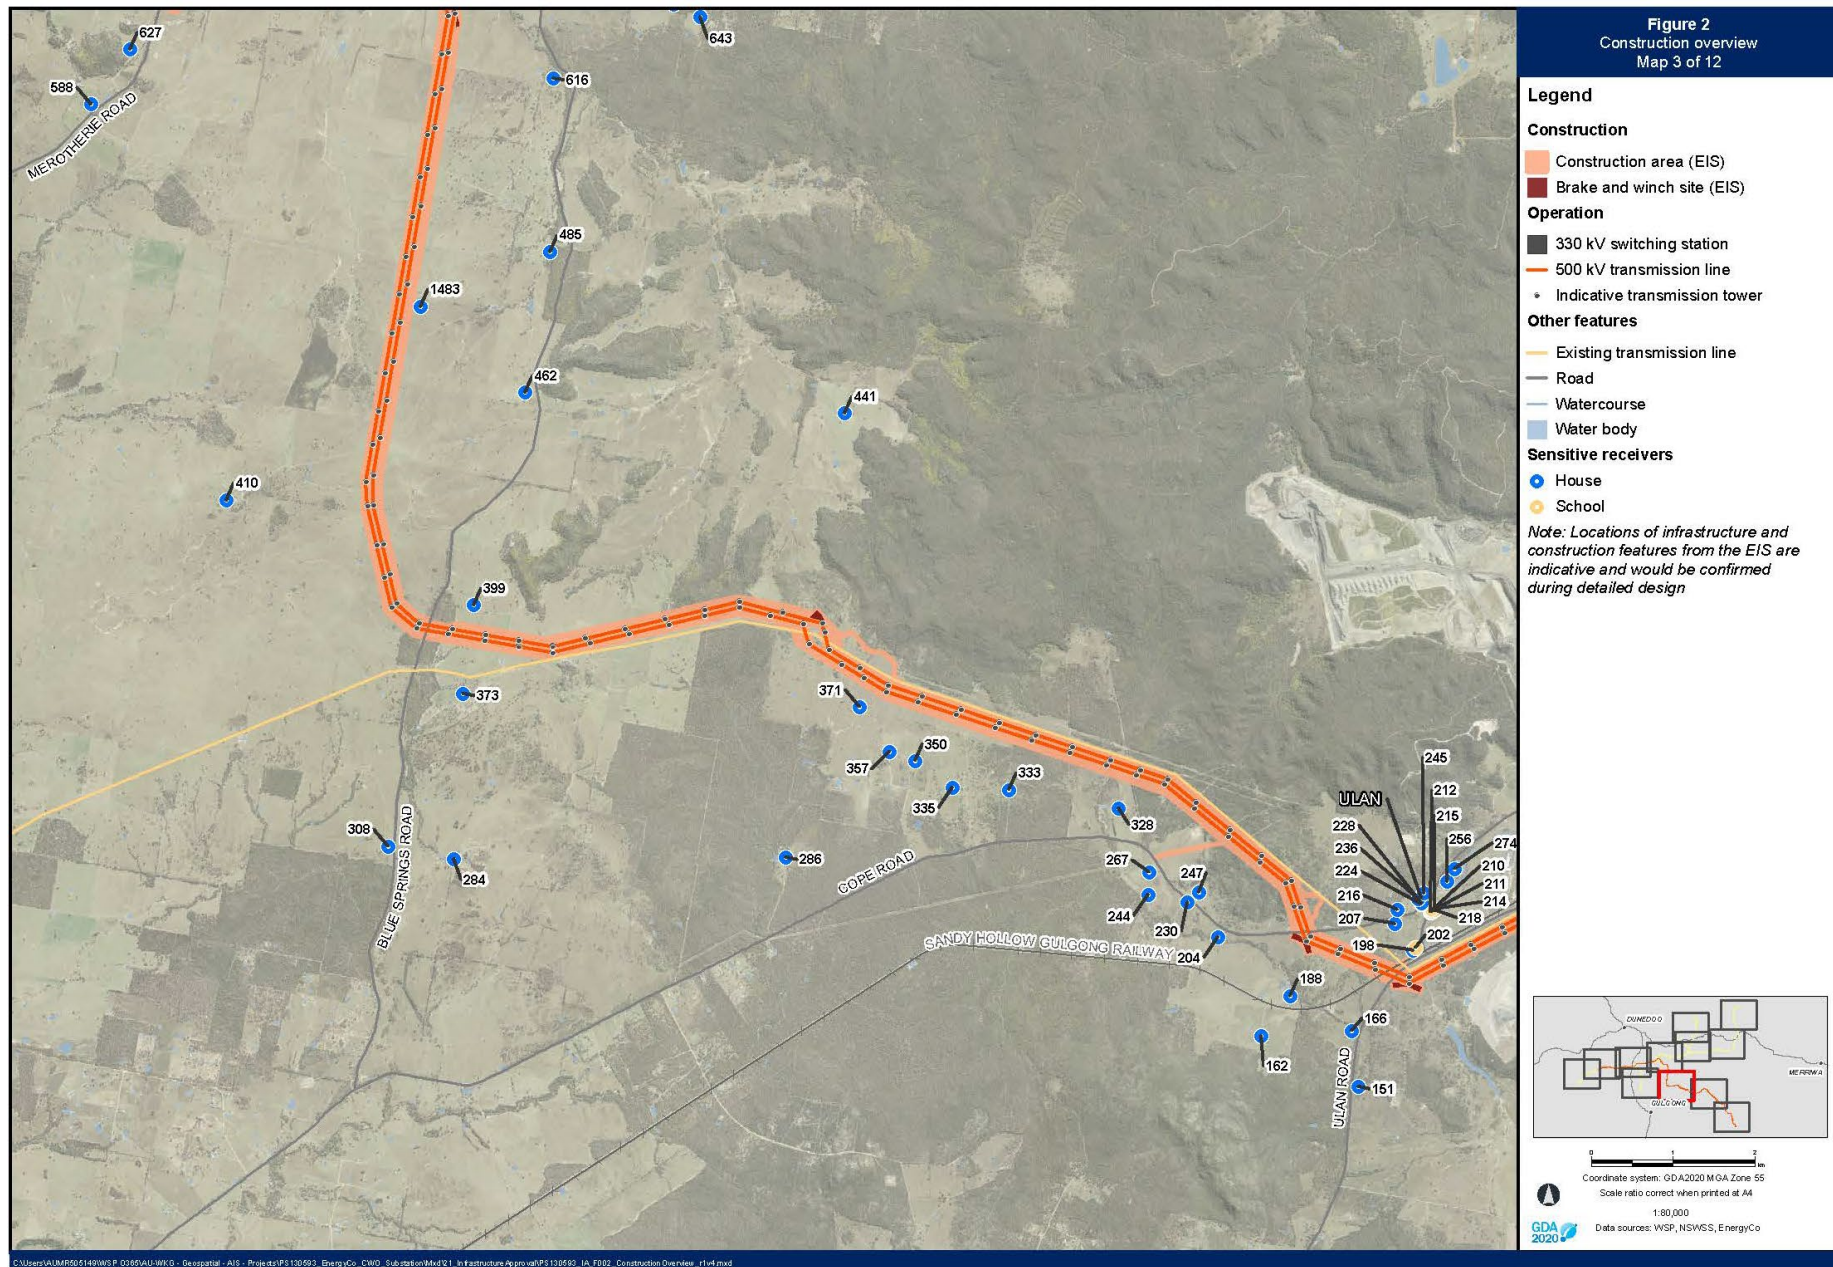 627
643
588
616
MEROTHERIE ROAD
485
1483
462
441
410
399
373
371
350
357
333
335
328
308
286
284
BLUE SPRINGS ROAD
COPE ROAD
267
247
244
230
SANDY HOLLOW GULGONG RAILWAY
204
188
166
162
151
ULAN ROAD
ULAN
245
212
215
228
256
274
236
210
224
211
216
214
207
218
202
198
Figure 2
Construction overview
Map 3 of 12
Legend
Construction
Construction area (EIS)
Brake and winch site (EIS)
Operation
330 kV switching station
500 kV transmission line
Indicative transmission tower
Other features
Existing transmission line
Road
Watercourse
Water body
Sensitive receivers
House
School
Note: Locations of infrastructure and
construction features from the EIS are
indicative and would be confirmed
during detailed design
DUNEDOO
MERRIWA
GULGONG
0 1 2
km
Coordinate system: GDA2020 MGA Zone 55
Scale ratio correct when printed at A4
1:80,000
GDA
2020
Data sources: WSP, NSWSS, EnergyCo